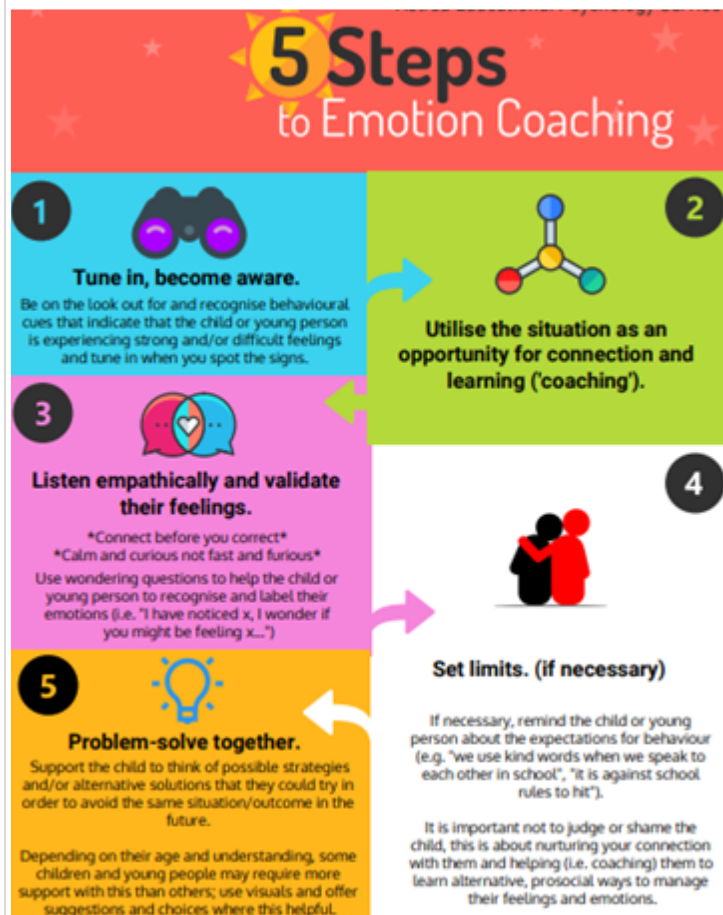 5 Steps
to Emotion Coaching
1
Tune in, become aware.
Be on the look out for and recognise behavioural
cues that indicate that the child or young person
is experiencing strong and/or difficult feelings
and tune in when you spot the signs.
2
Utilise the situation as an
opportunity for connection and
learning ('coaching').
3
Listen empathically and validate
their feelings.
*Connect before you correct*
*Calm and curious not fast and furious*
Use wondering questions to help the child or
young person to recognise and label their
emotions (i.e. "I have noticed x, I wonder if
you might be feeling x...")
4
Set limits. (if necessary)
If necessary, remind the child or young
person about the expectations for behaviour
(e.g. "we use kind words when we speak to
each other in school", "it is against school
rules to hit").
It is important not to judge or shame the
child, this is about nurturing your connection
with them and helping (i.e. coaching) them to
learn alternative, prosocial ways to manage
their feelings and emotions.
5
Problem-solve together.
Support the child to think of possible strategies
and/or alternative solutions that they could try in
order to avoid the same situation/outcome in the
future.
Depending on their age and understanding, some
children and young people may require more
support with this than others; use visuals and offer
suggestions and choices where this helpful.